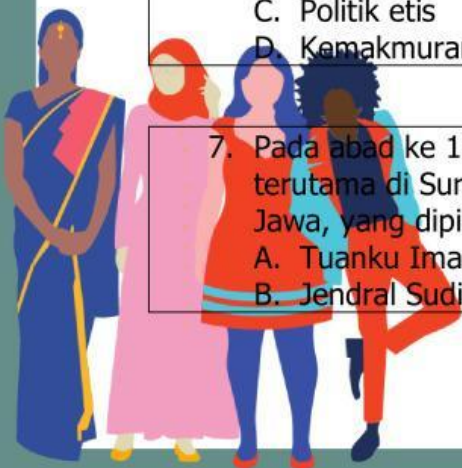 C. Politik etis
D. Kemakmuran
7. Pada abad ke 1
terutama di Sur
Jawa, yang dipi
A. Tuanku Ima
B. Jendral Sudi